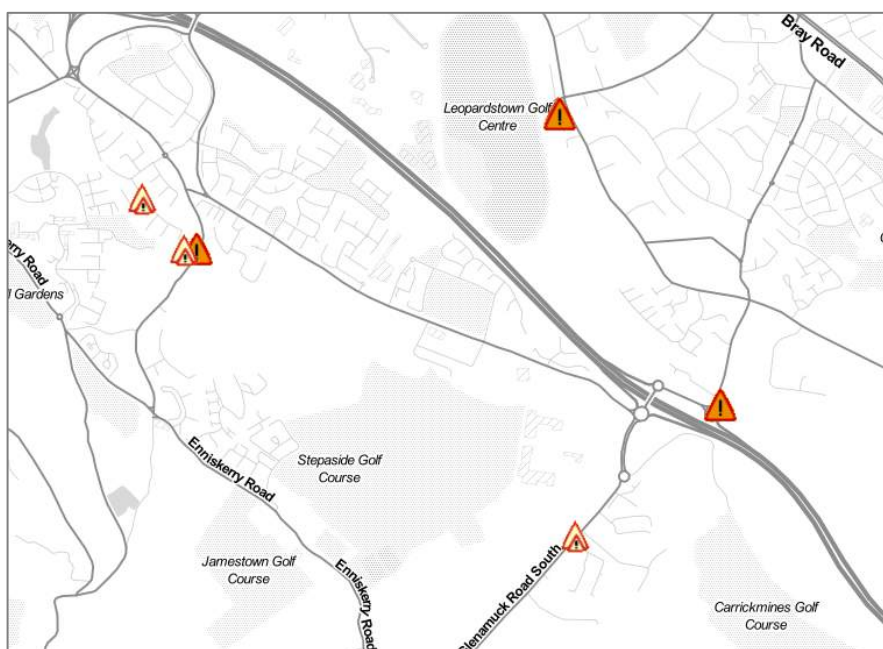 Bray Road
Leopardstown Golf
Centre
!
!
!
!
rry Road
l Gardens
!
Enniskerry Road
Stepaside Golf
Course
!
Jamestown Golf
Course
Enniskerry
Road
Glenamuck Road South
Carrickmines Golf
Course